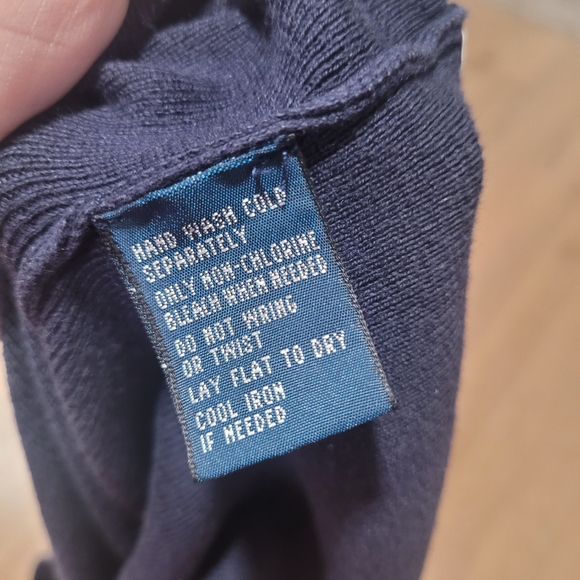 HAND WASH COLD
SEPARATELY
ONLY NON-CHLORINE
BLEACH WHEN NEEDED
DO NOT WRING
OR TWIST
LAY FLAT TO DRY
COOL IRON
IF NEEDED